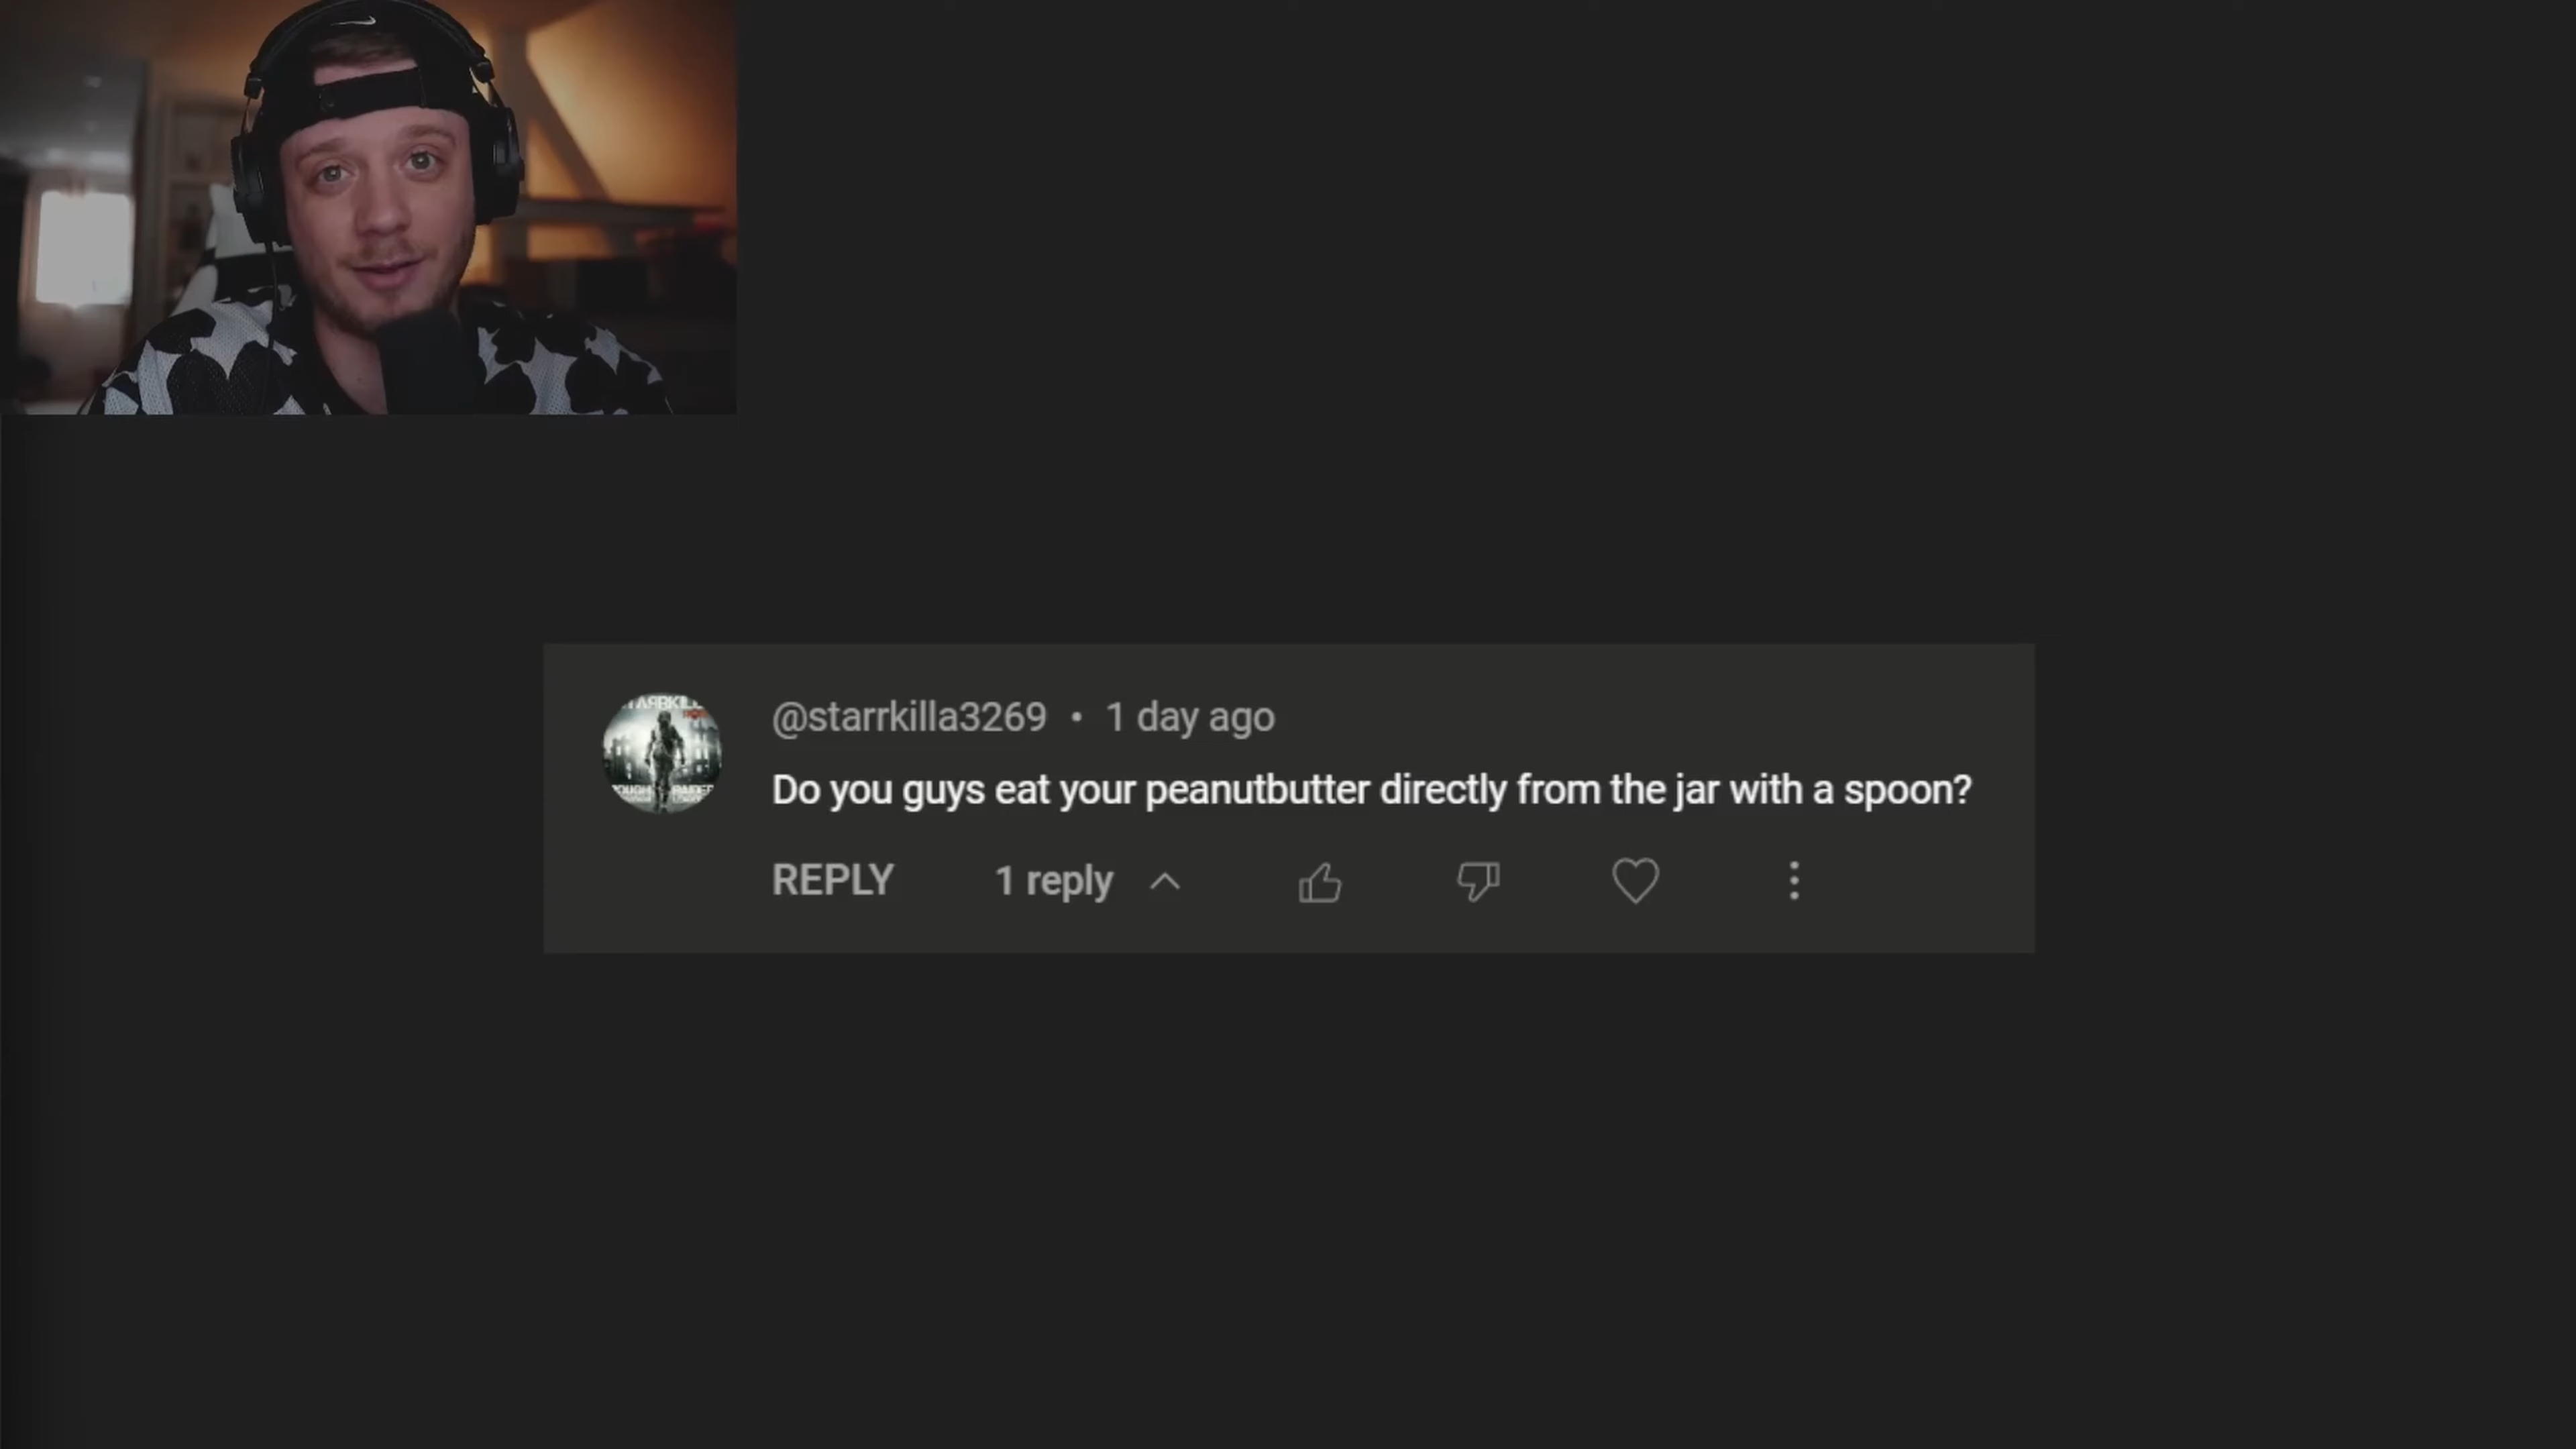 @starrkilla3269 • 1 day ago
Do you guys eat your peanutbutter directly from the jar with a spoon?
REPLY 1 reply